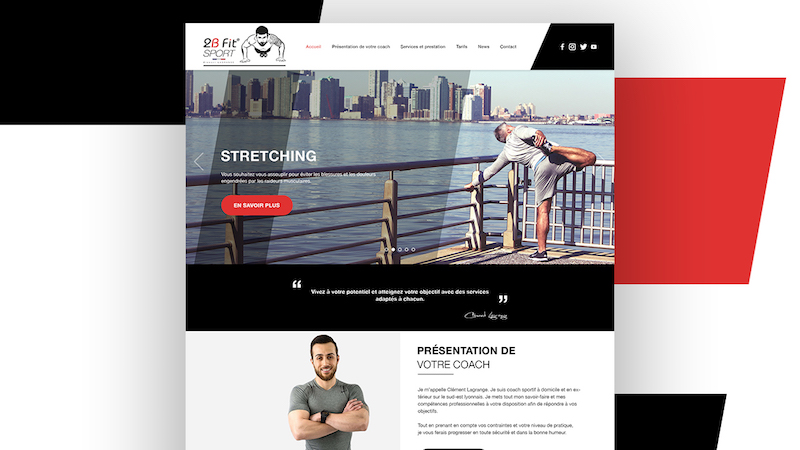 2B Fit®
SPORT
Accueil Présentation de votre coach Services et prestation Tarifs News Contact
STRETCHING
Vous souhaitez vous assouplir pour éviter les blessures et les douleurs
engendrées par les raideurs musculaires.
EN SAVOIR PLUS
Vivez à votre potentiel et atteignez votre objectif avec des services
adaptés à chacun.
PRÉSENTATION DE
VOTRE COACH
Je m'appelle Clément Lagrange. Je suis coach sportif à domicile et en ex-
térieur sur le sud-est lyonnais. Je mets tout mon savoir-faire et mes
compétences professionnelles à votre disposition afin de répondre à vos
objectifs.
Tout en prenant en compte vos contraintes et votre niveau de pratique,
je vous ferais progresser en toute sécurité et dans la bonne humeur.